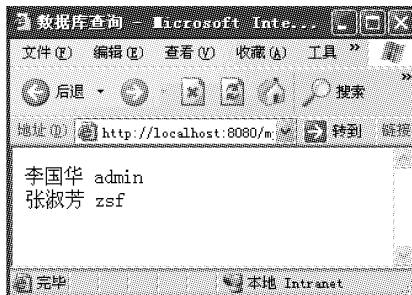 数据库查询 - Microsoft Inte...
文件(F) 编辑(E) 查看(V) 收藏(A) 工具 »
后退 搜索 »
地址(D) http://localhost:8080/m 转到 链接
李国华 admin
张淑芳 zsf
完毕 本地 Intranet